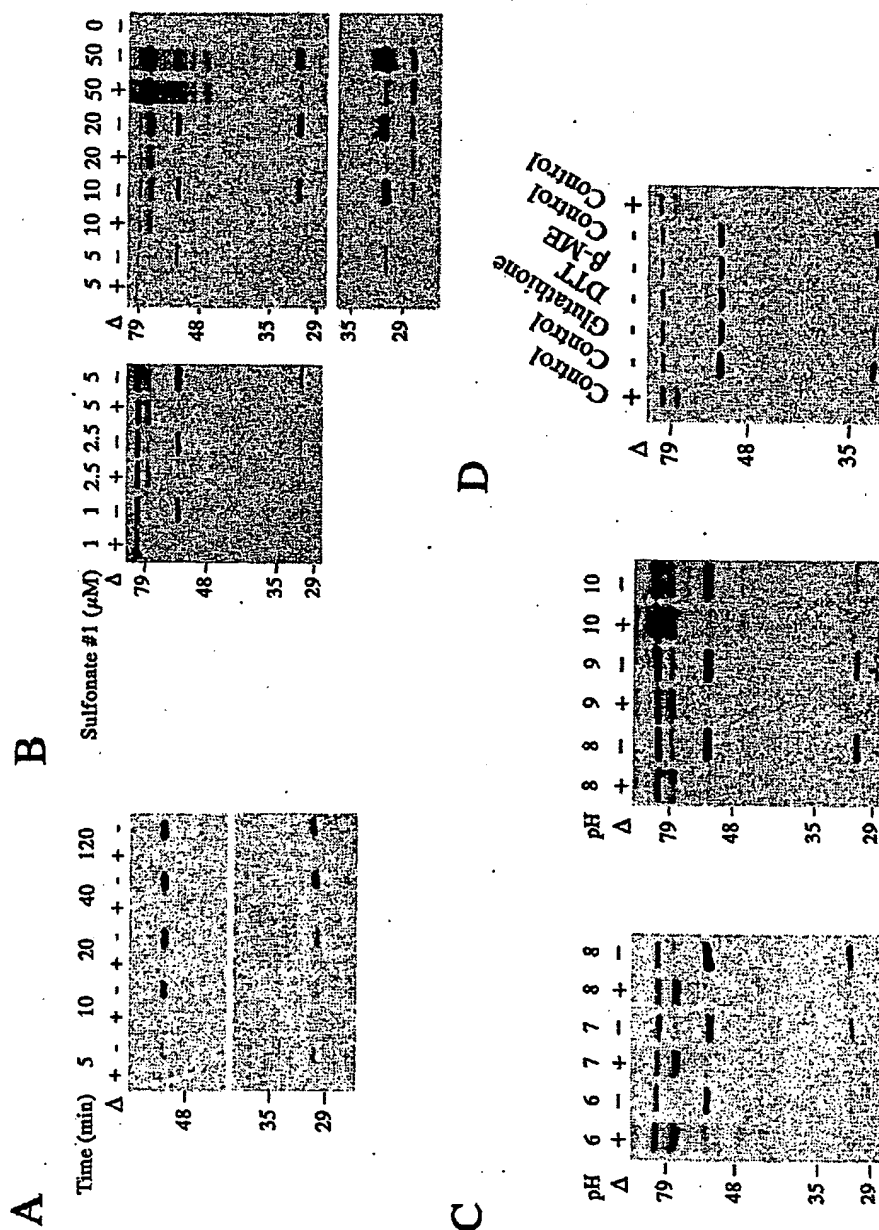 A
Time (min) 5 10 20 40 120
Δ + - + - + - + - + -
48
35
29
B
Sulfonate #1 (μM) 1 1 2.5 2.5 5 5
Δ + - + - + -
79
48
35
29
5 5 10 10 20 20 50 50 0
Δ + - + - + - + - -
79
48
35
29
35
29
C
pH 6 6 7 7 8 8
Δ + - + - + -
79
48
35
29
pH 8 8 9 9 10 10
Δ + - + - + -
79
48
35
29
D
Control
Control
Glutathione
DTT
β-ME
Control
Control
Δ + - - - - - +
79
48
35